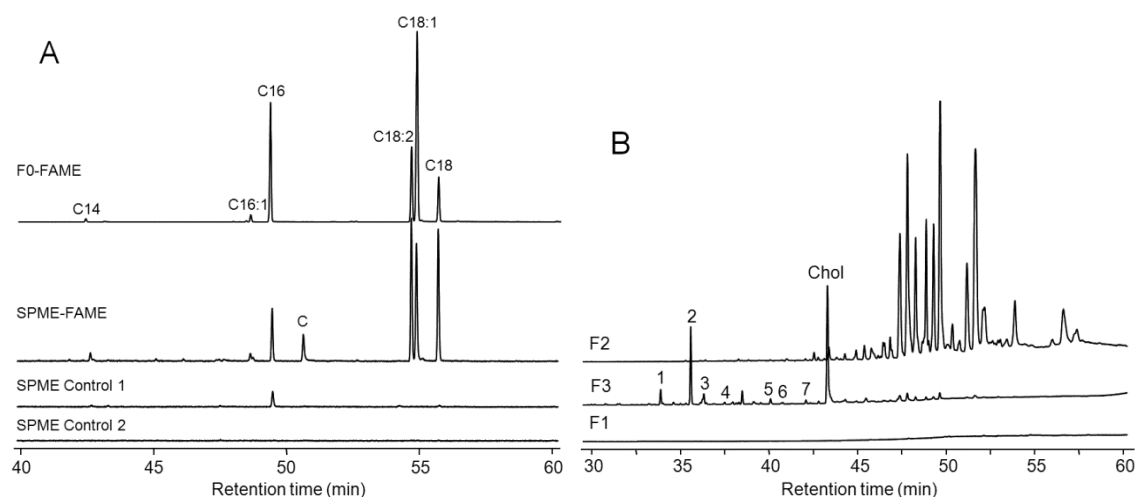 A
F0-FAME
C14
C16:1
C16
C18:2
C18:1
C18
SPME-FAME
C
SPME Control 1
SPME Control 2
40 45 50 55 60
Retention time (min)
B
F2
Chol
F3
1
2
3
4
5
6
7
F1
30 35 40 45 50 55 60
Retention time (min)